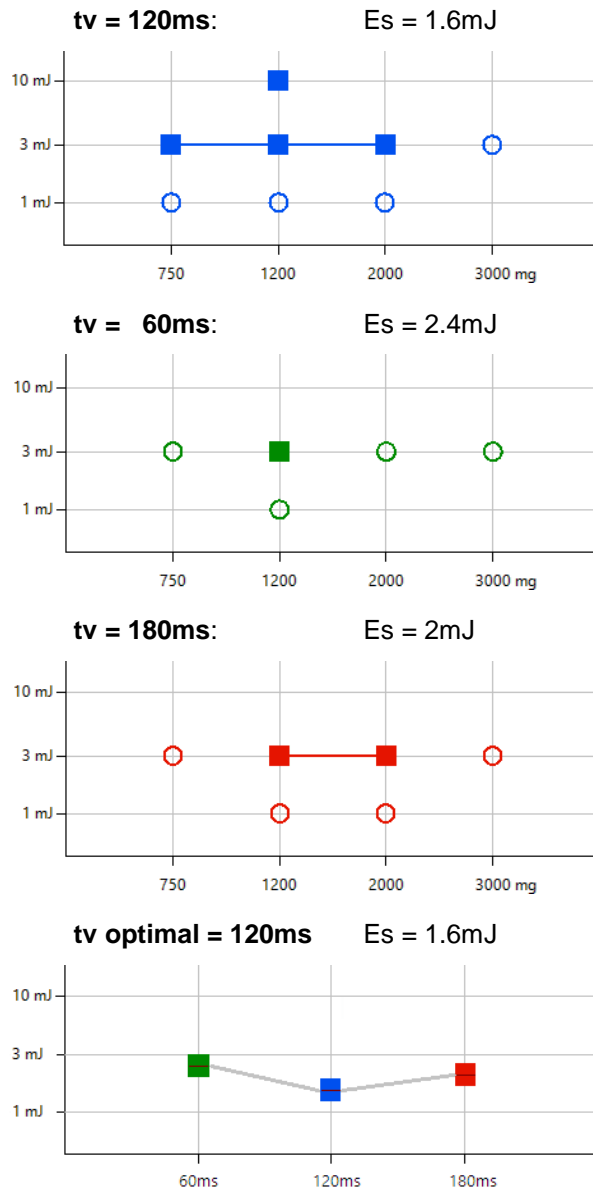 tv = 120ms: Es = 1.6mJ
10 mJ
3 mJ
1 mJ
750 1200 2000 3000 mg
tv = 60ms: Es = 2.4mJ
10 mJ
3 mJ
1 mJ
750 1200 2000 3000 mg
tv = 180ms: Es = 2mJ
10 mJ
3 mJ
1 mJ
750 1200 2000 3000 mg
tv optimal = 120ms Es = 1.6mJ
10 mJ
3 mJ
1 mJ
60ms 120ms 180ms